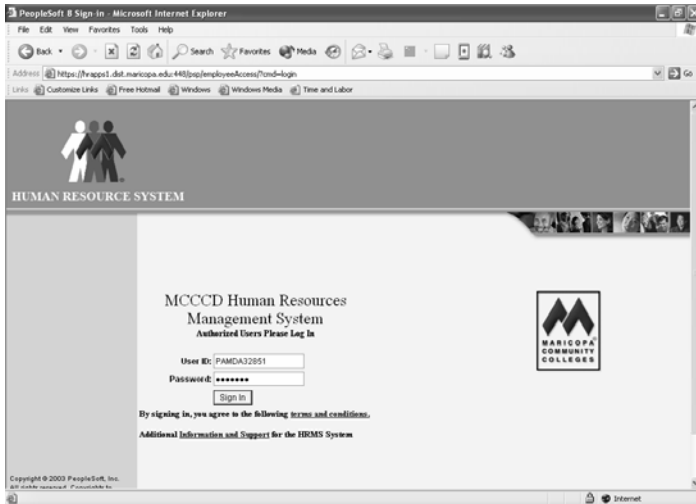 PeopleSoft 8 Sign-in - Microsoft Internet Explorer
File Edit View Favorites Tools Help
Back Search Favorites Media
Address https://hrapps1.dist.maricopa.edu:448/psp/employeeAccess/?cmd=login Go
Links Customize Links Free Hotmail Windows Windows Media Time and Labor
HUMAN RESOURCE SYSTEM
MCCCD Human Resources
Management System
Authorized Users Please Log In
User ID: PAMDA32851
Password: •••••••
Sign In
By signing in, you agree to the following terms and conditions.
Additional Information and Support for the HRMS System
MARICOPA®
COMMUNITY
COLLEGES
Copyright © 2003 PeopleSoft, Inc.
All rights reserved.
Internet